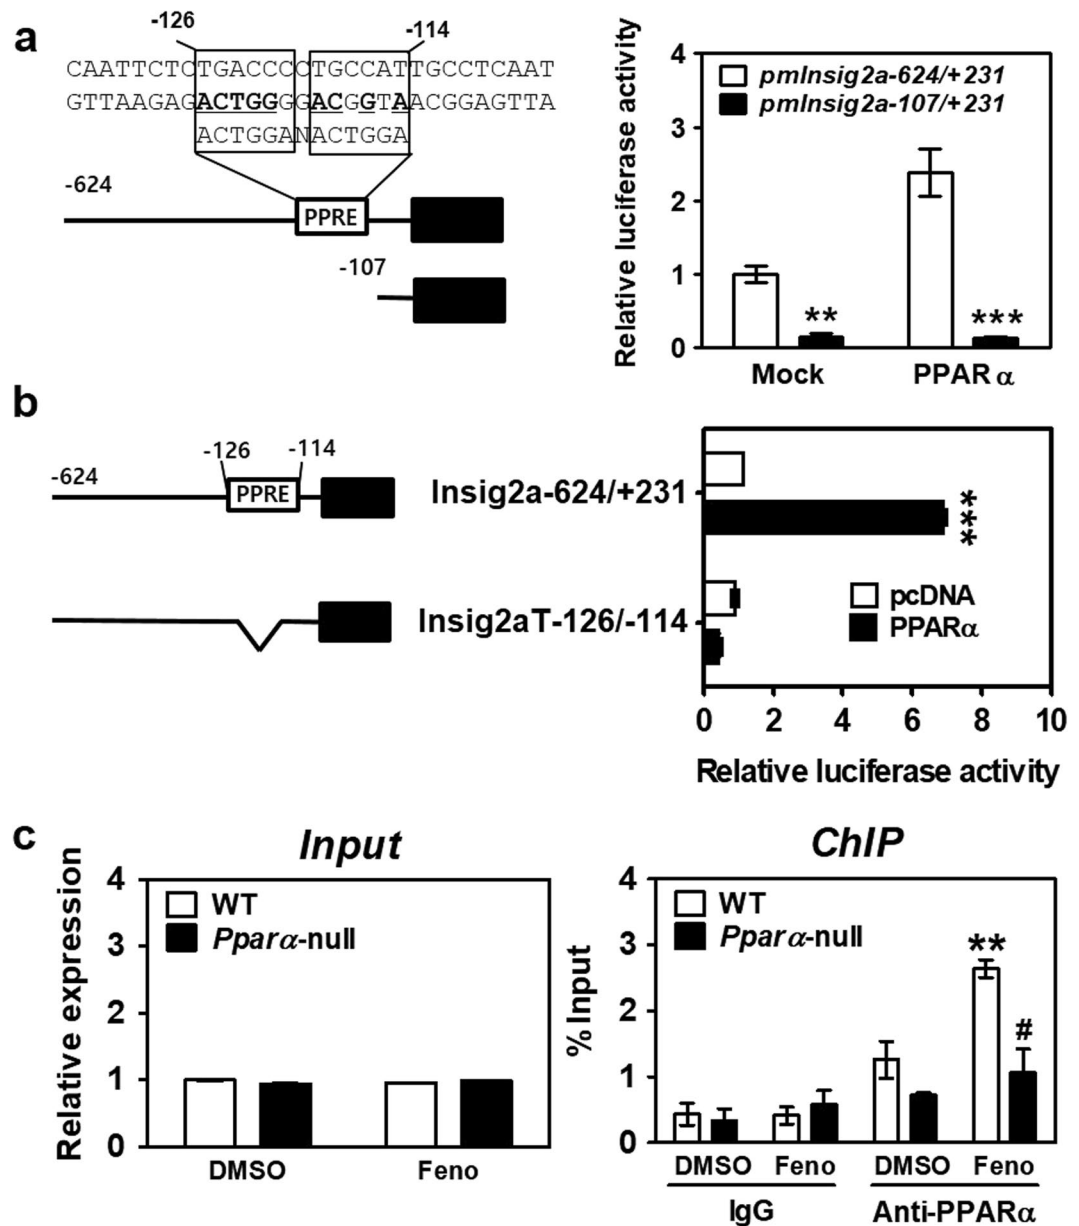 a
-126
-114
CAATTCTCTGACCCCTGCCATTGCCTCAAT
GTTAAGAGACTGGGGACGGTAACGGAGTTA
ACTGGANACTGGA
-624
PPRE
-107
Relative luciferase activity
4
3
2
1
0
pmInsig2a-624/+231
pmInsig2a-107/+231
**
***
Mock
PPAR α
b
-624
-126
-114
PPRE
Insig2a-624/+231
Insig2aT-126/-114
***
pcDNA
PPARα
0 2 4 6 8 10
Relative luciferase activity
c
Input
Relative expression
4
3
2
1
0
WT
Pparα-null
DMSO Feno
ChIP
% Input
4
3
2
1
0
WT
Pparα-null
**
#
DMSO Feno DMSO Feno
IgG Anti-PPARα